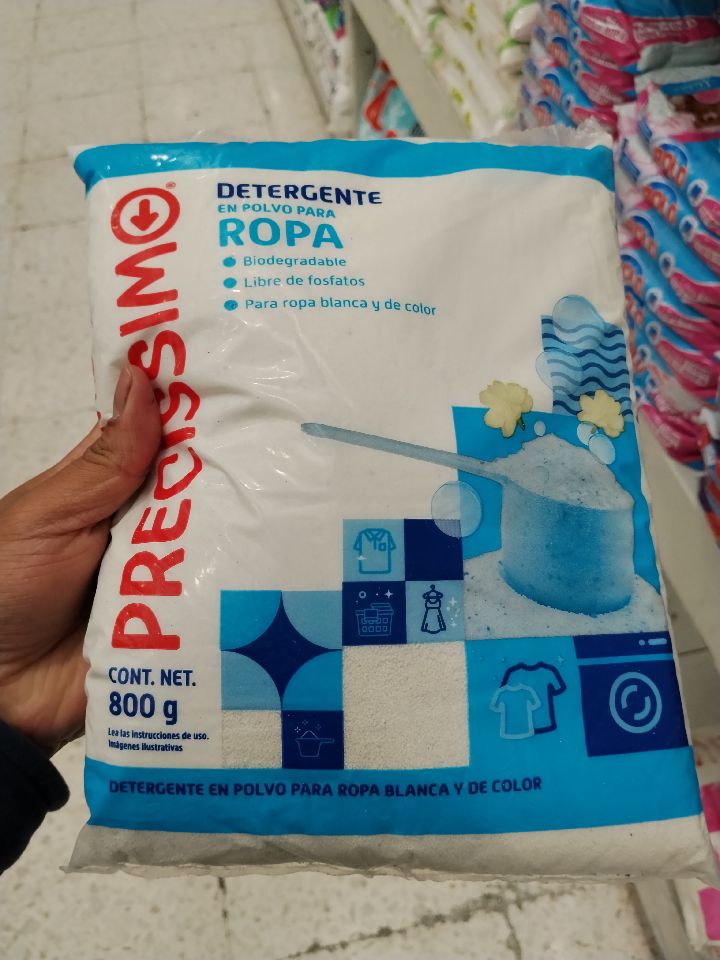 PRECISSIMO®
DETERGENTE
EN POLVO PARA
ROPA
Biodegradable
Libre de fosfatos
Para ropa blanca y de color
CONT. NET.
800 g
Lea las instrucciones de uso.
Imágenes ilustrativas
DETERGENTE EN POLVO PARA ROPA BLANCA Y DE COLOR